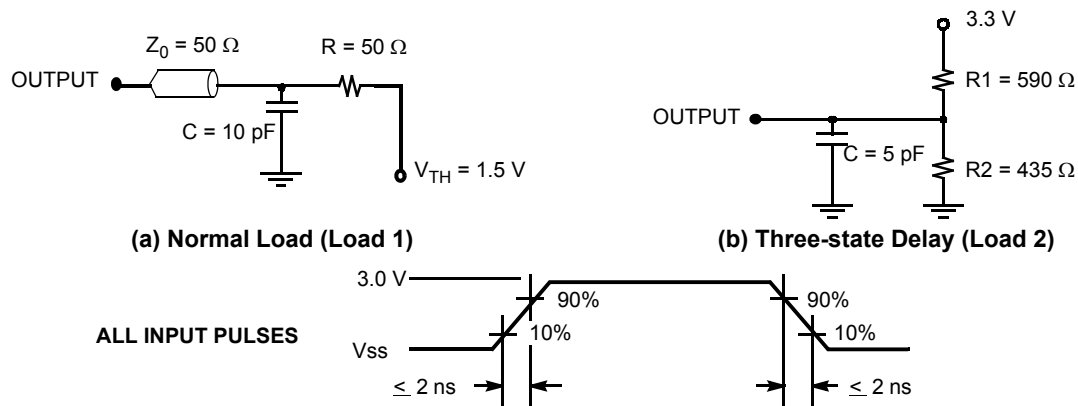 Z0 = 50 Ω
R = 50 Ω
OUTPUT
C = 10 pF
VTH = 1.5 V
(a) Normal Load (Load 1)
3.3 V
R1 = 590 Ω
OUTPUT
C = 5 pF
R2 = 435 Ω
(b) Three-state Delay (Load 2)
ALL INPUT PULSES
3.0 V
90%
10%
Vss
≤ 2 ns
90%
10%
≤ 2 ns